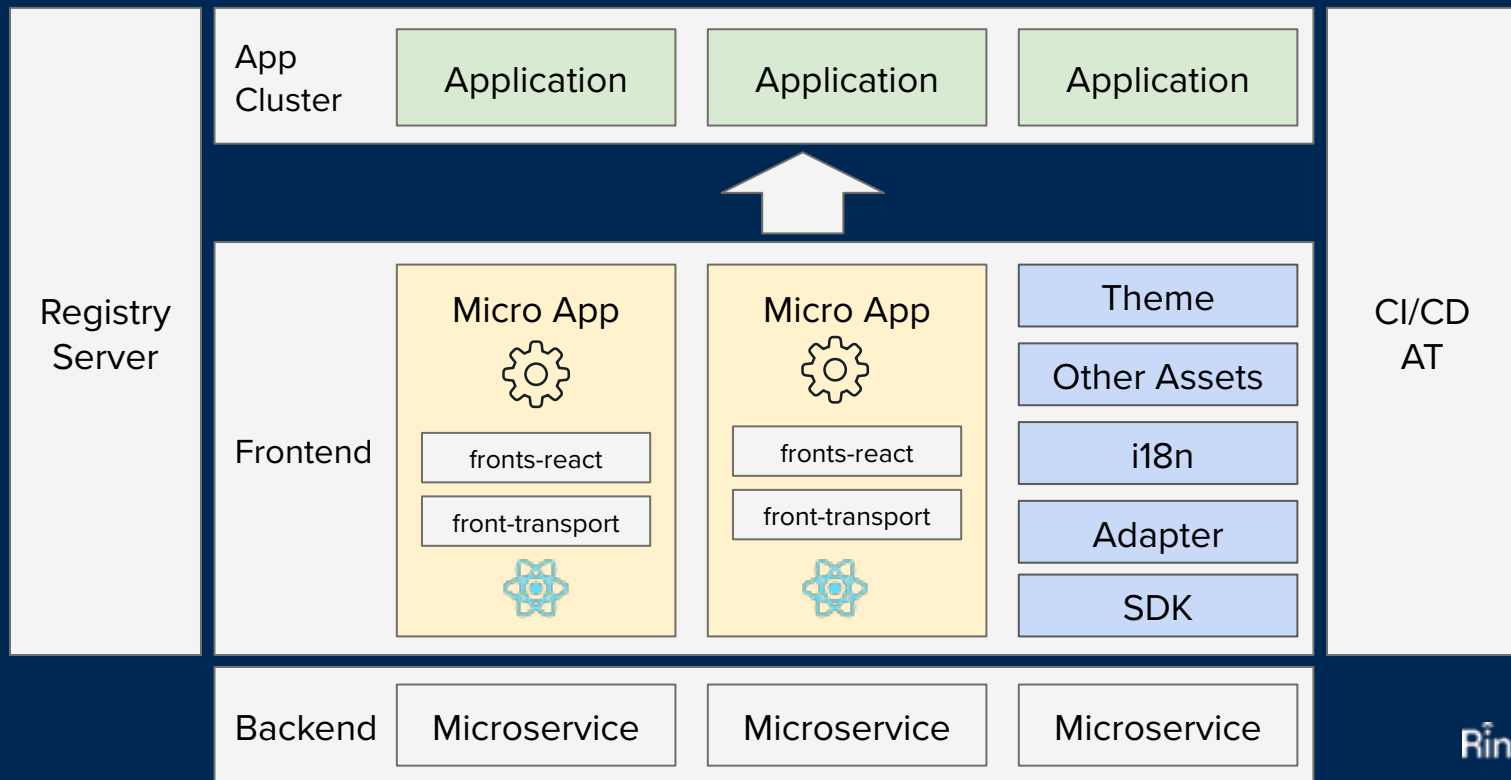 Registry
Server
App
Cluster
Application
Application
Application
Frontend
Micro App
fronts-react
front-transport
Micro App
fronts-react
front-transport
Theme
Other Assets
i18n
Adapter
SDK
CI/CD
AT
Backend
Microservice
Microservice
Microservice